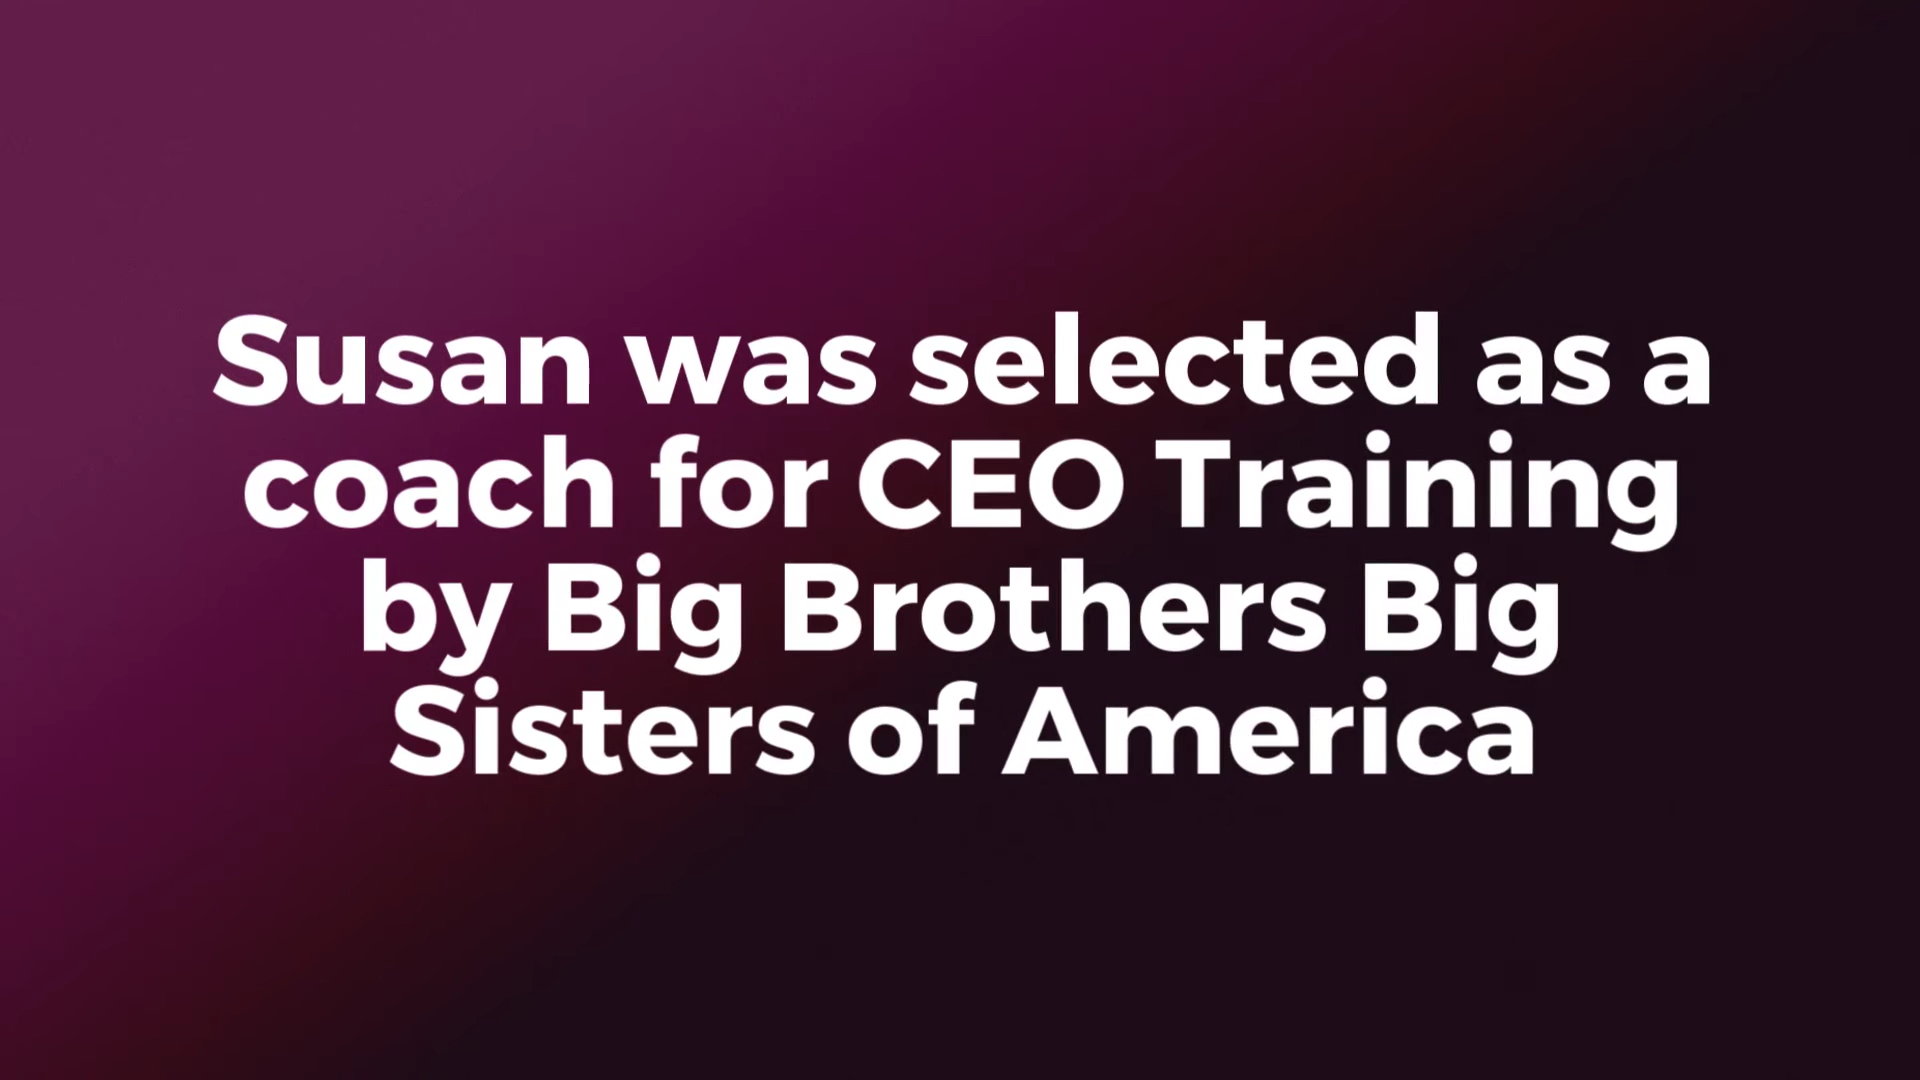 Susan was selected as a
coach for CEO Training
by Big Brothers Big
Sisters of America